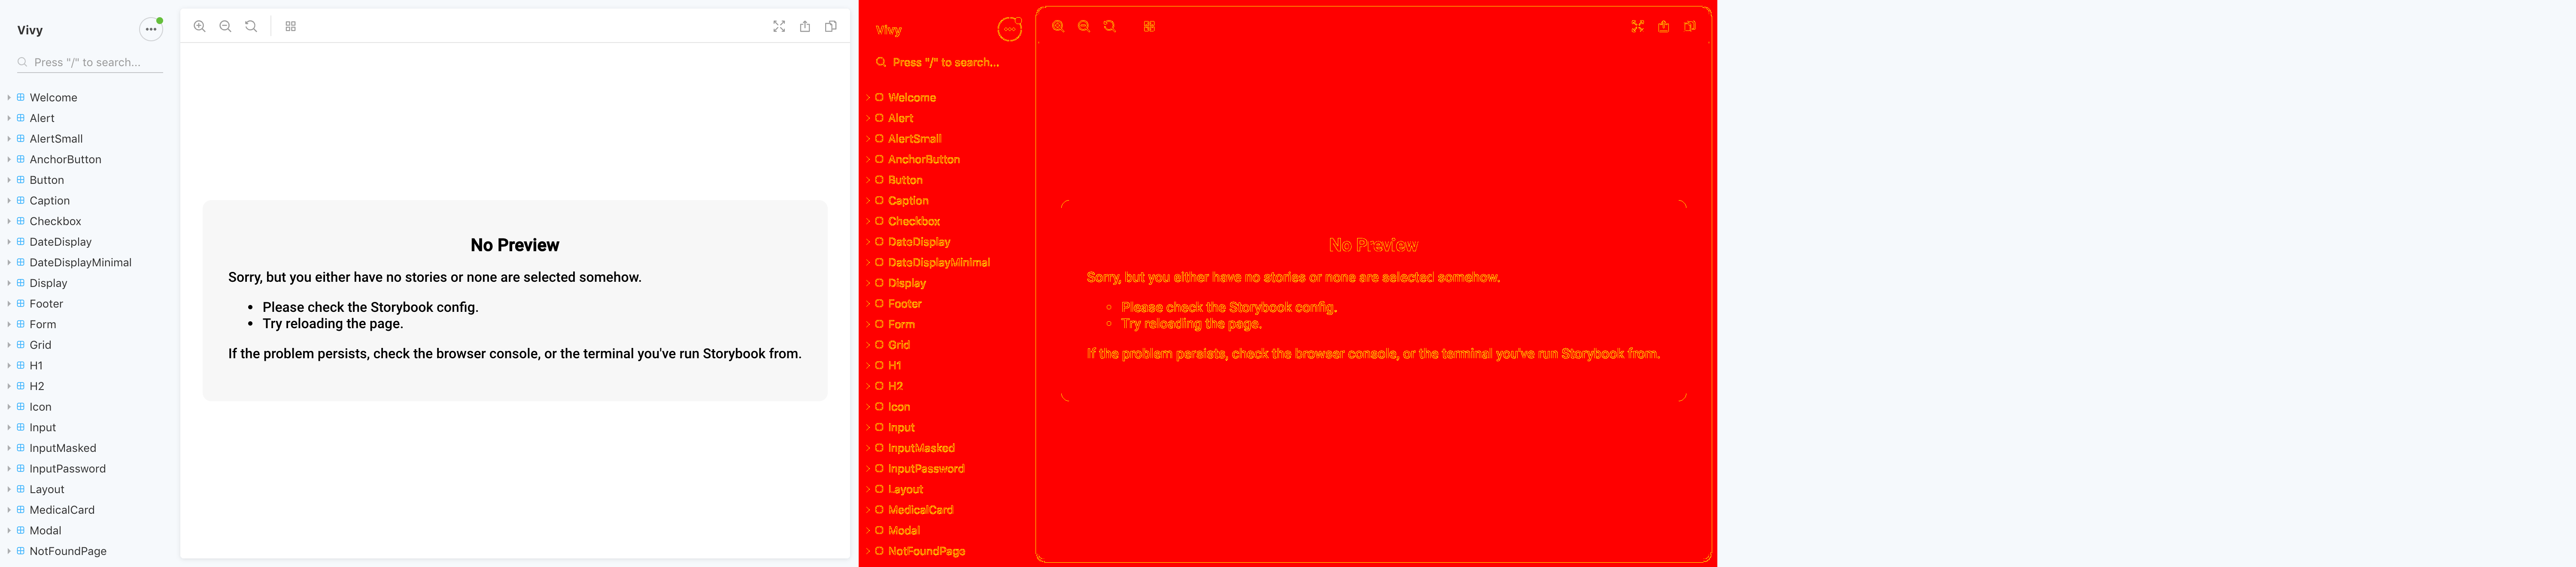 Vivy
Press "/" to search...
Welcome
Alert
AlertSmall
AnchorButton
Button
Caption
Checkbox
DateDisplay
DateDisplayMinimal
Display
Footer
Form
Grid
H1
H2
Icon
Input
InputMasked
InputPassword
Layout
MedicalCard
Modal
NotFoundPage
No Preview
Sorry, but you either have no stories or none are selected somehow.
Please check the Storybook config.
Try reloading the page.
If the problem persists, check the browser console, or the terminal you've run Storybook from.
Vivy
Press "/" to search...
Welcome
Alert
AlertSmall
AnchorButton
Button
Caption
Checkbox
DateDisplay
DateDisplayMinimal
Display
Footer
Form
Grid
H1
H2
Icon
Input
InputMasked
InputPassword
Layout
MedicalCard
Modal
NotFoundPage
No Preview
Sorry, but you either have no stories or none are selected somehow.
Please check the Storybook config.
Try reloading the page.
If the problem persists, check the browser console, or the terminal you've run Storybook from.